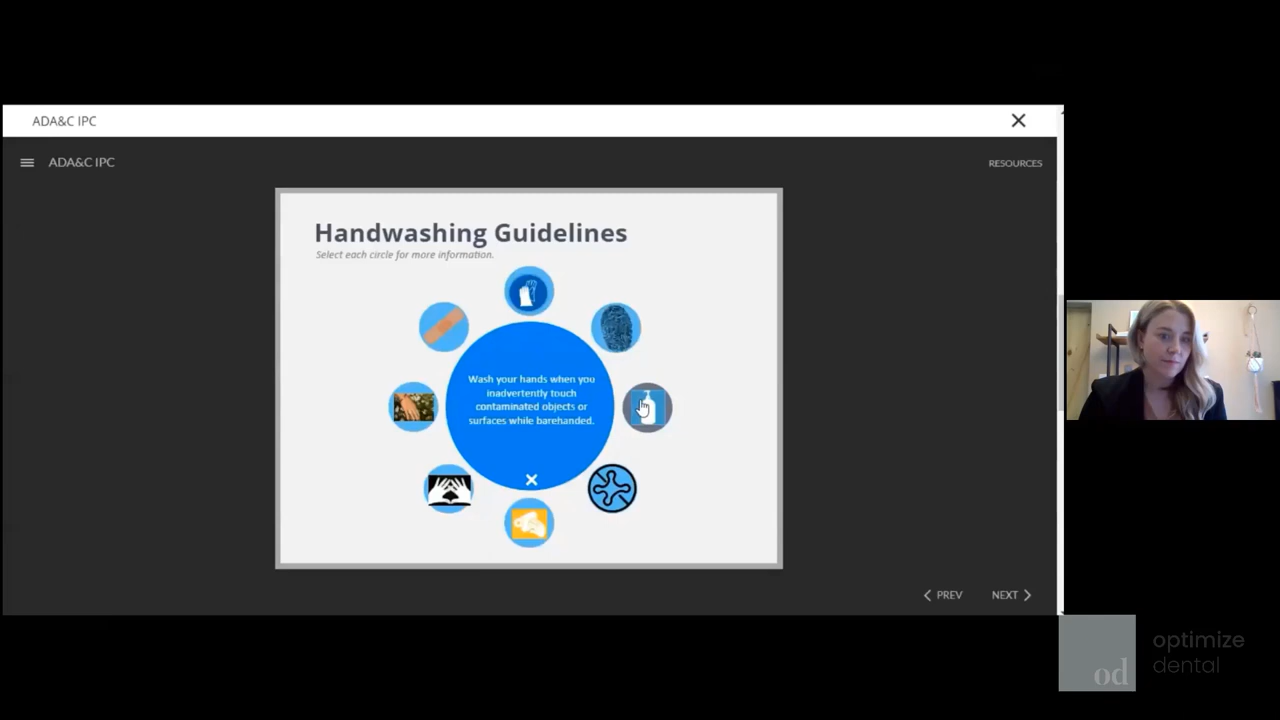 ADA&C IPC
ADA&C IPC
RESOURCES
Handwashing Guidelines
Select each circle for more information.
Wash your hands when you
inadvertently touch
contaminated objects or
surfaces while barehanded.
PREV
NEXT
od
optimize
dental